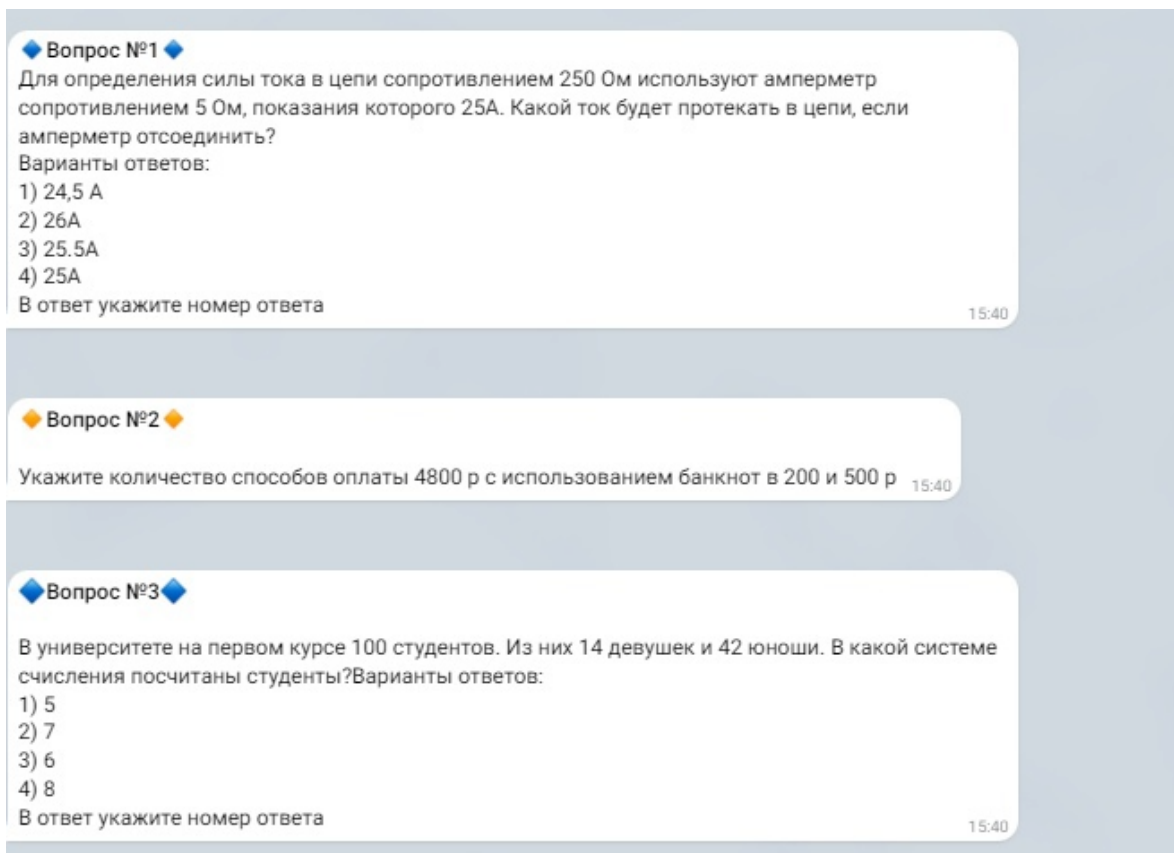 🔷 Вопрос №1 🔷
Для определения силы тока в цепи сопротивлением 250 Ом используют амперметр
сопротивлением 5 Ом, показания которого 25А. Какой ток будет протекать в цепи, если
амперметр отсоединить?
Варианты ответов:
1) 24,5 А
2) 26А
3) 25.5А
4) 25А
В ответ укажите номер ответа
15:40
🔶 Вопрос №2 🔶
Укажите количество способов оплаты 4800 р с использованием банкнот в 200 и 500 р 15:40
🔷Вопрос №3🔷
В университете на первом курсе 100 студентов. Из них 14 девушек и 42 юноши. В какой системе
счисления посчитаны студенты?Варианты ответов:
1) 5
2) 7
3) 6
4) 8
В ответ укажите номер ответа
15:40